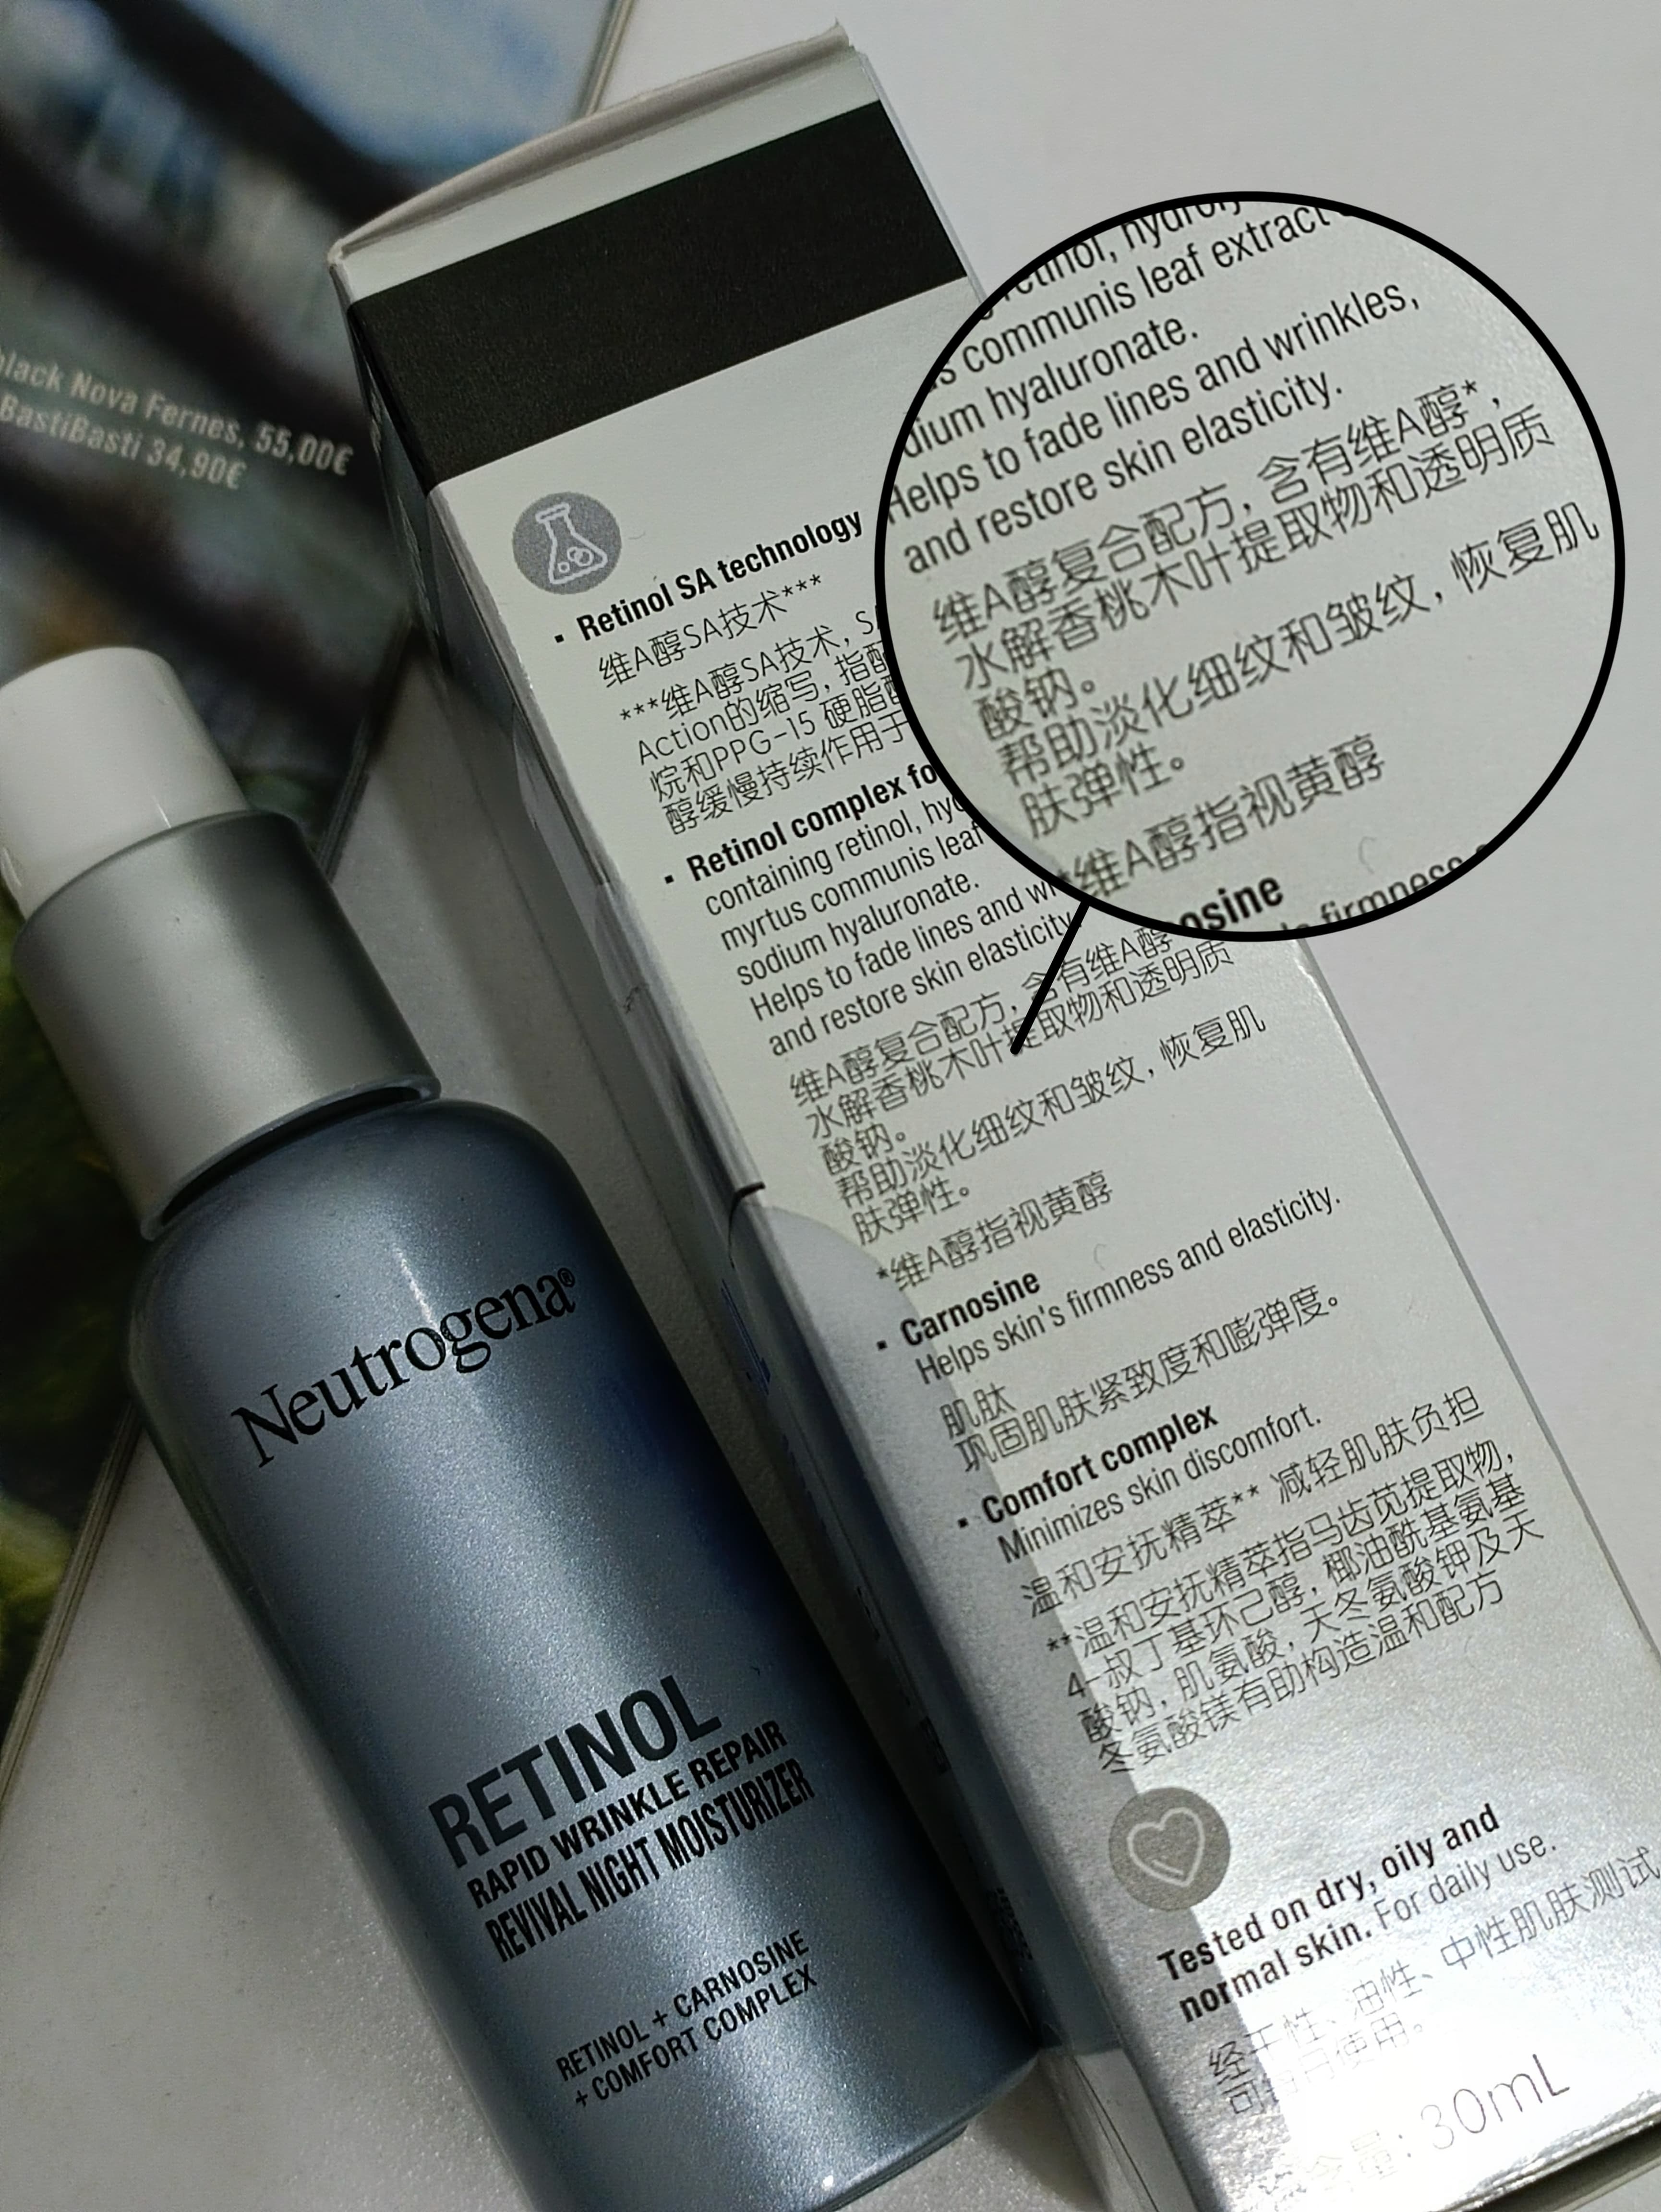 black Nova Fernes, 55,00€
BastiBasti 34,90€
Neutrogena®
RETINOL
RAPID WRINKLE REPAIR
REVIVAL NIGHT MOISTURIZER
RETINOL + CARNOSINE
+ COMFORT COMPLEX
▪ Retinol SA technology
维A醇SA技术***
***维A醇SA技术, SA
Action的缩写, 指
烷和PPG-15 硬脂
醇缓慢持续作用于
▪ Retinol complex
containing retinol,
myrtus communis leaf
sodium hyaluronate.
Helps to fade lines and
and restore skin elasticity
维A醇复合配方, 含有维A醇
水解香桃木叶提取物和透明质
酸钠。
帮助淡化细纹和皱纹, 恢复肌
肤弹性。
*维A醇指视黄醇
▪ Carnosine
Helps skin's firmness and elasticity.
肌肽
巩固肌肤紧致度和嘭弹度。
▪ Comfort complex
Minimizes skin discomfort.
温和安抚精萃** 减轻肌肤负担
**温和安抚精萃指马齿苋提取物,
4-叔丁基环己醇, 椰油酰基氨基
酸钠, 肌氨酸, 天冬氨酸钾及天
冬氨酸镁有助构造温和配方
Tested on dry, oily and
normal skin. For daily use.
经干性、油性、中性肌肤测试
可每日使用。
含量: 30mL
retinol,
communis leaf extract
hyaluronate.
Helps to fade lines and wrinkles,
and restore skin elasticity.
维A醇复合配方, 含有维A醇*,
水解香桃木叶提取物和透明质
酸钠。
帮助淡化细纹和皱纹, 恢复肌
肤弹性。
*维A醇指视黄醇
firmness